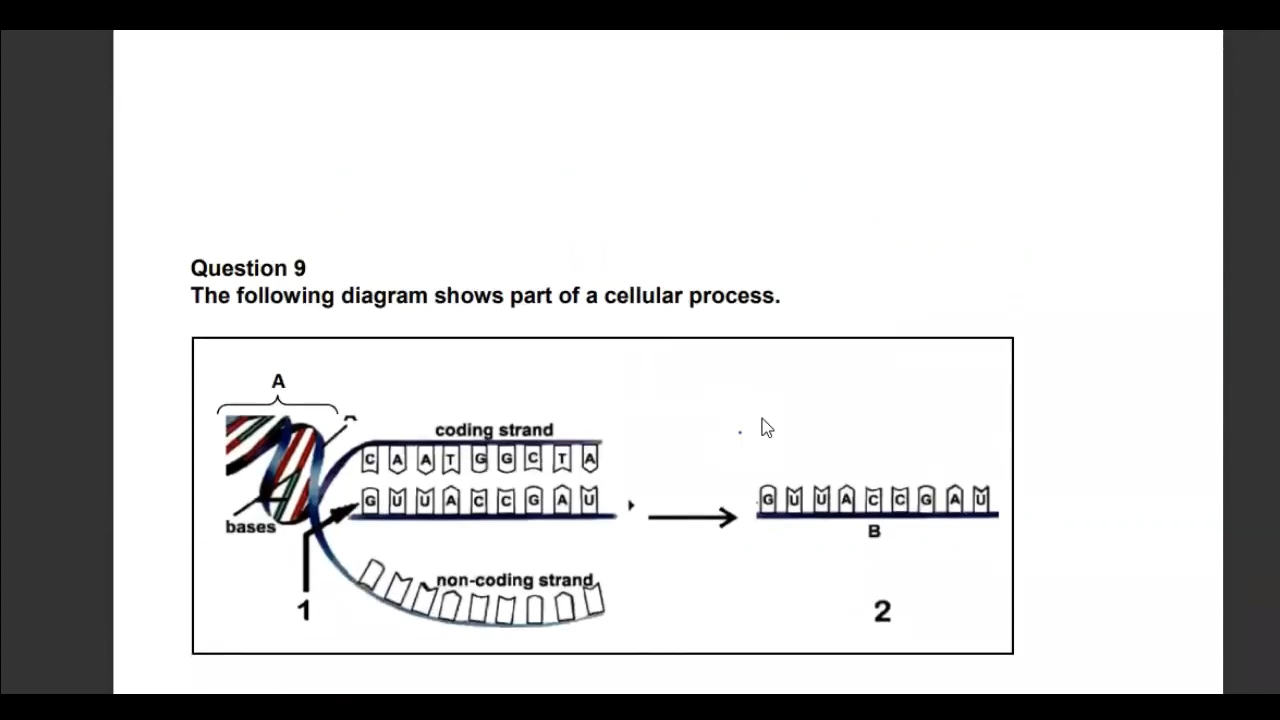 Question 9
The following diagram shows part of a cellular process.
A
coding strand
C A A T G G C T A
G U U A C C G A U
G U U A C C G A U
bases
B
non-coding strand
1
2